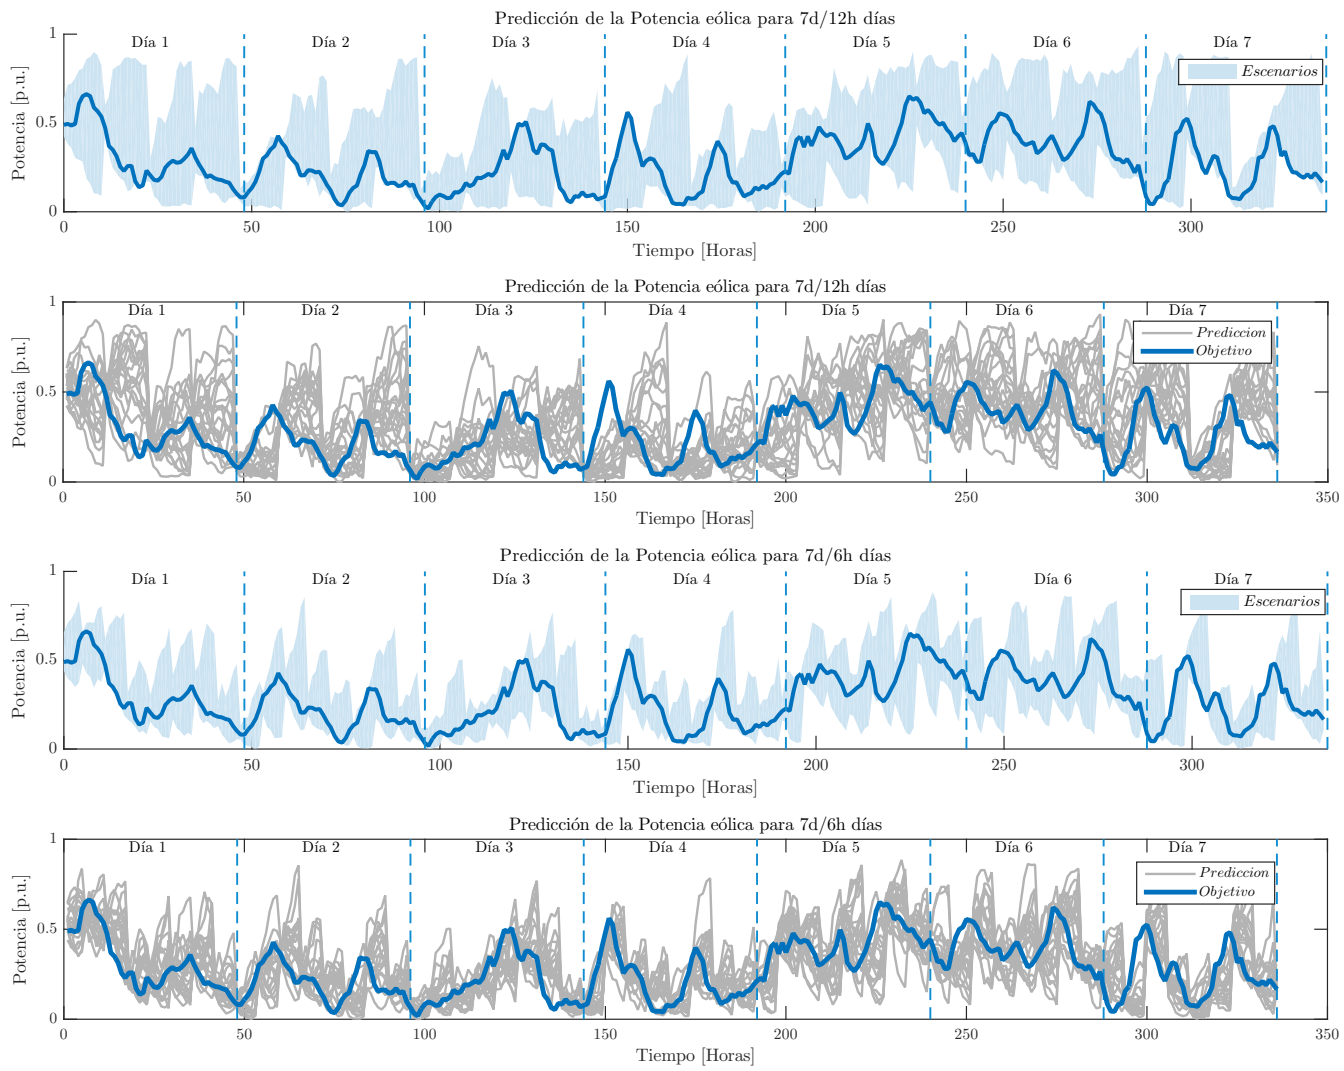 Predicción de la Potencia eólica para 7d/12h días
Día 1 Día 2 Día 3 Día 4 Día 5 Día 6 Día 7
Escenarios
Potencia [p.u.]
1
0.5
0
0 50 100 150 200 250 300
Tiempo [Horas]
Predicción de la Potencia eólica para 7d/12h días
Día 1 Día 2 Día 3 Día 4 Día 5 Día 6 Día 7
Prediccion
Objetivo
Potencia [p.u.]
1
0.5
0
0 50 100 150 200 250 300 350
Tiempo [Horas]
Predicción de la Potencia eólica para 7d/6h días
Día 1 Día 2 Día 3 Día 4 Día 5 Día 6 Día 7
Escenarios
Potencia [p.u.]
1
0.5
0
0 50 100 150 200 250 300
Tiempo [Horas]
Predicción de la Potencia eólica para 7d/6h días
Día 1 Día 2 Día 3 Día 4 Día 5 Día 6 Día 7
Prediccion
Objetivo
Potencia [p.u.]
1
0.5
0
0 50 100 150 200 250 300 350
Tiempo [Horas]